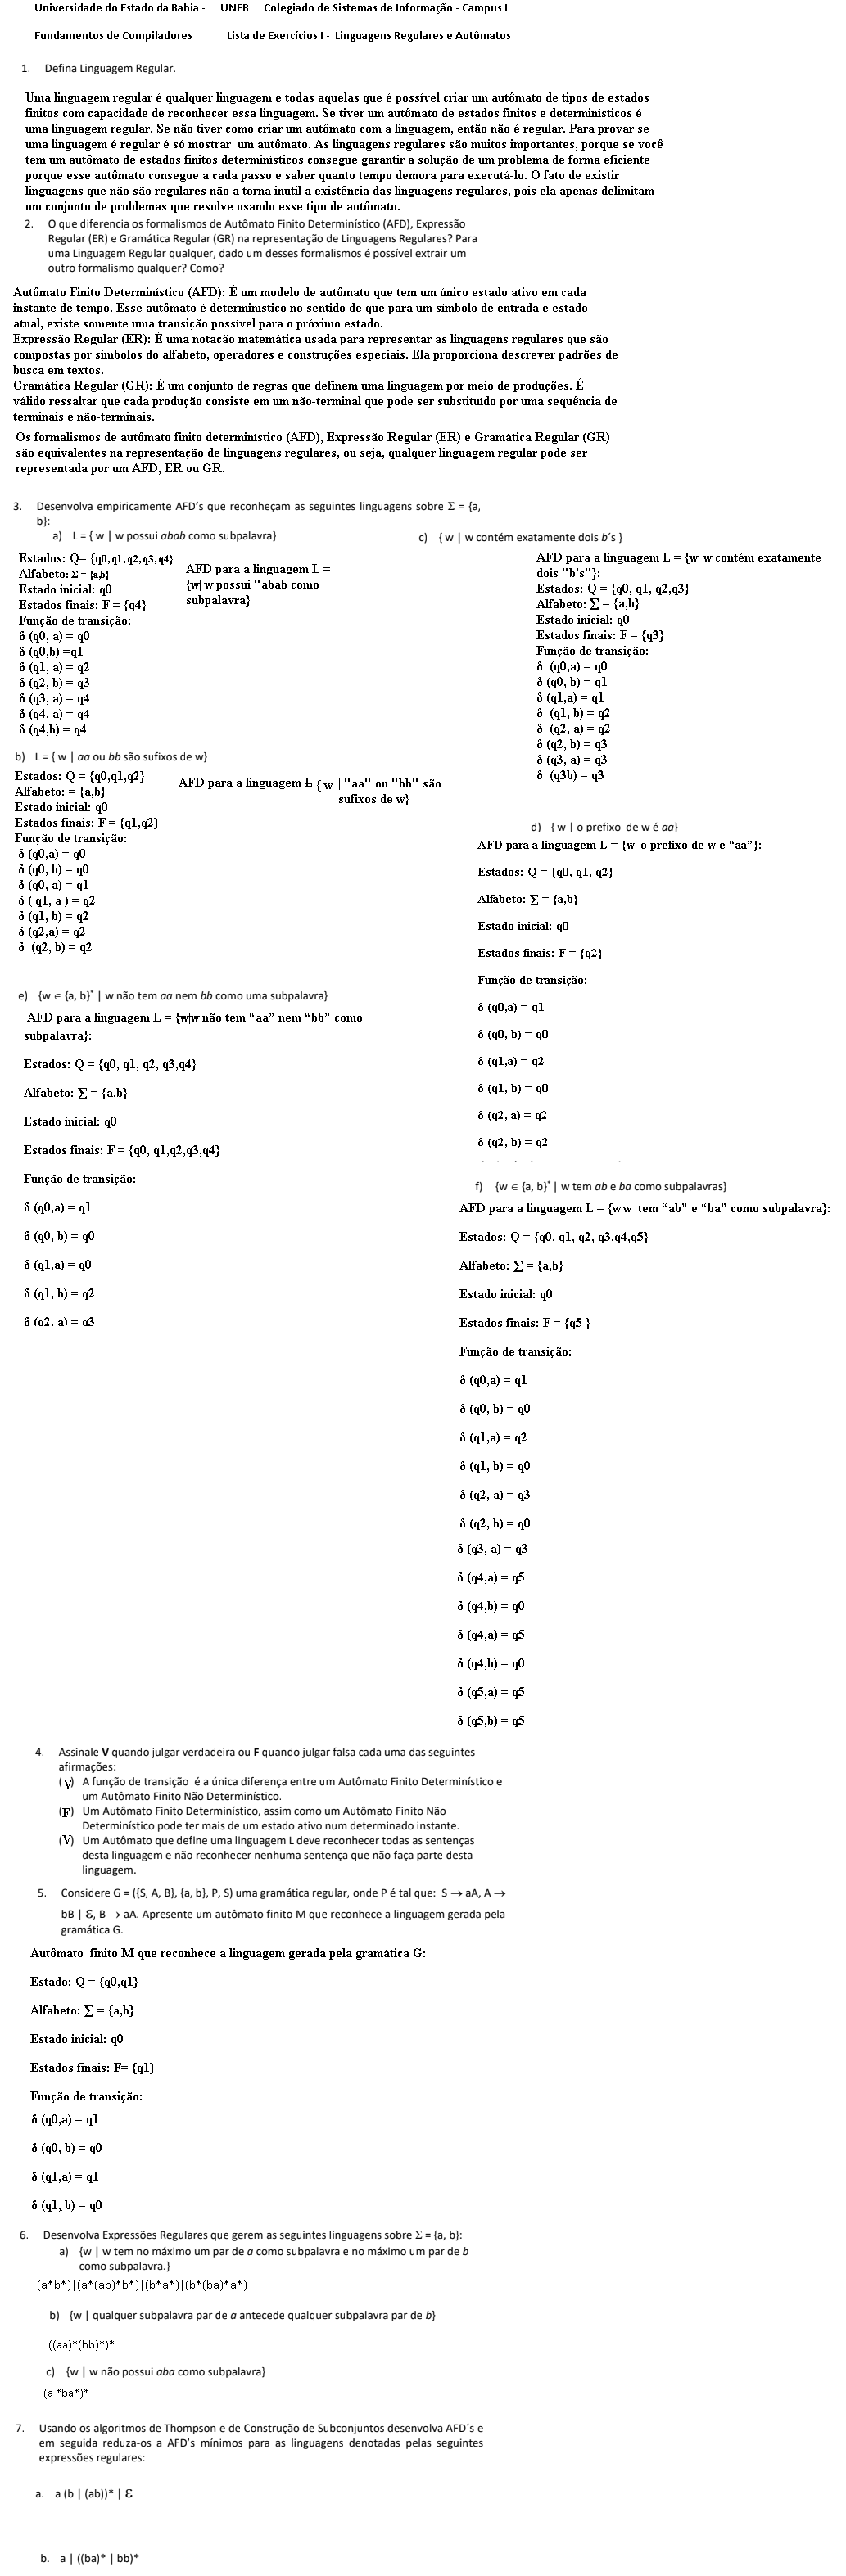 Universidade do Estado da Bahia - UNEB Colegiado de Sistemas de Informação - Campus I
Fundamentos de Compiladores Lista de Exercícios I - Linguagens Regulares e Autômatos
1. Defina Linguagem Regular.
Uma linguagem regular é qualquer linguagem e todas aquelas que é possível criar um autômato de tipos de estados
finitos com capacidade de reconhecer essa linguagem. Se tiver um autômato de estados finitos e determinísticos é
uma linguagem regular. Se não tiver como criar um autômato com a linguagem, então não é regular. Para provar se
uma linguagem é regular é só mostrar um autômato. As linguagens regulares são muitos importantes, porque se você
tem um autômato de estados finitos determinísticos consegue garantir a solução de um problema de forma eficiente
porque esse autômato consegue a cada passo e saber quanto tempo demora para executá-lo. O fato de existir
linguagens que não são regulares não a torna inútil a existência das linguagens regulares, pois ela apenas delimitam
um conjunto de problemas que resolve usando esse tipo de autômato.
2. O que diferencia os formalismos de Autômato Finito Determinístico (AFD), Expressão
Regular (ER) e Gramática Regular (GR) na representação de Linguagens Regulares? Para
uma Linguagem Regular qualquer, dado um desses formalismos é possível extrair um
outro formalismo qualquer? Como?
Autômato Finito Determinístico (AFD): É um modelo de autômato que tem um único estado ativo em cada
instante de tempo. Esse autômato é determinístico no sentido de que para um símbolo de entrada e estado
atual, existe somente uma transição possível para o próximo estado.
Expressão Regular (ER): É uma notação matemática usada para representar as linguagens regulares que são
compostas por símbolos do alfabeto, operadores e construções especiais. Ela proporciona descrever padrões de
busca em textos.
Gramática Regular (GR): É um conjunto de regras que definem uma linguagem por meio de produções. É
válido ressaltar que cada produção consiste em um não-terminal que pode ser substituído por uma sequência de
terminais e não-terminais.
Os formalismos de autômato finito determinístico (AFD), Expressão Regular (ER) e Gramática Regular (GR)
são equivalentes na representação de linguagens regulares, ou seja, qualquer linguagem regular pode ser
representada por um AFD, ER ou GR.
3. Desenvolva empiricamente AFD's que reconheçam as seguintes linguagens sobre Σ = {a,
b}:
a) L = { w | w possui abab como subpalavra}
Estados: Q= {q0,q1,q2,q3,q4}
Alfabeto: Σ = {a,b}
Estado inicial: q0
Estados finais: F = {q4}
Função de transição:
δ (q0, a) = q0
δ (q0,b) =q1
δ (q1, a) = q2
δ (q2, b) = q3
δ (q3, a) = q4
δ (q4, a) = q4
δ (q4,b) = q4
AFD para a linguagem L =
{w| w possui "abab como
subpalavra}
c) { w | w contém exatamente dois b´s }
AFD para a linguagem L = {w| w contém exatamente
dois "b's"}:
Estados: Q = {q0, q1, q2,q3}
Alfabeto: ∑ = {a,b}
Estado inicial: q0
Estados finais: F = {q3}
Função de transição:
δ (q0,a) = q0
δ (q0, b) = q1
δ (q1,a) = q1
δ (q1, b) = q2
δ (q2, a) = q2
δ (q2, b) = q3
δ (q3, a) = q3
δ (q3b) = q3
b) L = { w | aa ou bb são sufixos de w}
Estados: Q = {q0,q1,q2}
Alfabeto: = {a,b}
Estado inicial: q0
Estados finais: F = {q1,q2}
Função de transição:
δ (q0,a) = q0
δ (q0, b) = q0
δ (q0, a) = q1
δ ( q1, a ) = q2
δ (q1, b) = q2
δ (q2,a) = q2
δ (q2, b) = q2
AFD para a linguagem L { w || "aa" ou "bb" são
sufixos de w}
d) { w | o prefixo de w é aa}
AFD para a linguagem L = {w| o prefixo de w é “aa”}:
Estados: Q = {q0, q1, q2}
Alfabeto: ∑ = {a,b}
Estado inicial: q0
Estados finais: F = {q2}
Função de transição:
δ (q0,a) = q1
δ (q0, b) = q0
δ (q1,a) = q2
δ (q1, b) = q0
δ (q2, a) = q2
δ (q2, b) = q2
e) {w ∈ {a, b}* | w não tem aa nem bb como uma subpalavra}
AFD para a linguagem L = {w|w não tem “aa” nem “bb” como
subpalavra}:
Estados: Q = {q0, q1, q2, q3,q4}
Alfabeto: ∑ = {a,b}
Estado inicial: q0
Estados finais: F = {q0, q1,q2,q3,q4}
Função de transição:
δ (q0,a) = q1
δ (q0, b) = q0
δ (q1,a) = q0
δ (q1, b) = q2
δ (q2, a) = q3
f) {w ∈ {a, b}* | w tem ab e ba como subpalavras}
AFD para a linguagem L = {w|w tem “ab” e “ba” como subpalavra}:
Estados: Q = {q0, q1, q2, q3,q4,q5}
Alfabeto: ∑ = {a,b}
Estado inicial: q0
Estados finais: F = {q5 }
Função de transição:
δ (q0,a) = q1
δ (q0, b) = q0
δ (q1,a) = q2
δ (q1, b) = q0
δ (q2, a) = q3
δ (q2, b) = q0
δ (q3, a) = q3
δ (q4,a) = q5
δ (q4,b) = q0
δ (q4,a) = q5
δ (q4,b) = q0
δ (q5,a) = q5
δ (q5,b) = q5
4. Assinale V quando julgar verdadeira ou F quando julgar falsa cada uma das seguintes
afirmações:
(V) A função de transição é a única diferença entre um Autômato Finito Determinístico e
um Autômato Finito Não Determinístico.
(F) Um Autômato Finito Determinístico, assim como um Autômato Finito Não
Determinístico pode ter mais de um estado ativo num determinado instante.
(V) Um Autômato que define uma linguagem L deve reconhecer todas as sentenças
desta linguagem e não reconhecer nenhuma sentença que não faça parte desta
linguagem.
5. Considere G = ({S, A, B}, {a, b}, P, S) uma gramática regular, onde P é tal que: S → aA, A →
bB | Ɛ, B → aA. Apresente um autômato finito M que reconhece a linguagem gerada pela
gramática G.
Autômato finito M que reconhece a linguagem gerada pela gramática G:
Estado: Q = {q0,q1}
Alfabeto: ∑ = {a,b}
Estado inicial: q0
Estados finais: F= {q1}
Função de transição:
δ (q0,a) = q1
δ (q0, b) = q0
δ (q1,a) = q1
δ (q1, b) = q0
6. Desenvolva Expressões Regulares que gerem as seguintes linguagens sobre Σ = {a, b}:
a) {w | w tem no máximo um par de a como subpalavra e no máximo um par de b
como subpalavra.}
(a*b*)|(a*(ab)*b*)|(b*a*)|(b*(ba)*a*)
b) {w | qualquer subpalavra par de a antecede qualquer subpalavra par de b}
((aa)*(bb)*)*
c) {w | w não possui aba como subpalavra}
(a *ba*)*
7. Usando os algoritmos de Thompson e de Construção de Subconjuntos desenvolva AFD´s e
em seguida reduza-os a AFD's mínimos para as linguagens denotadas pelas seguintes
expressões regulares:
a. a (b | (ab))* | Ɛ
b. a | ((ba)* | bb)*